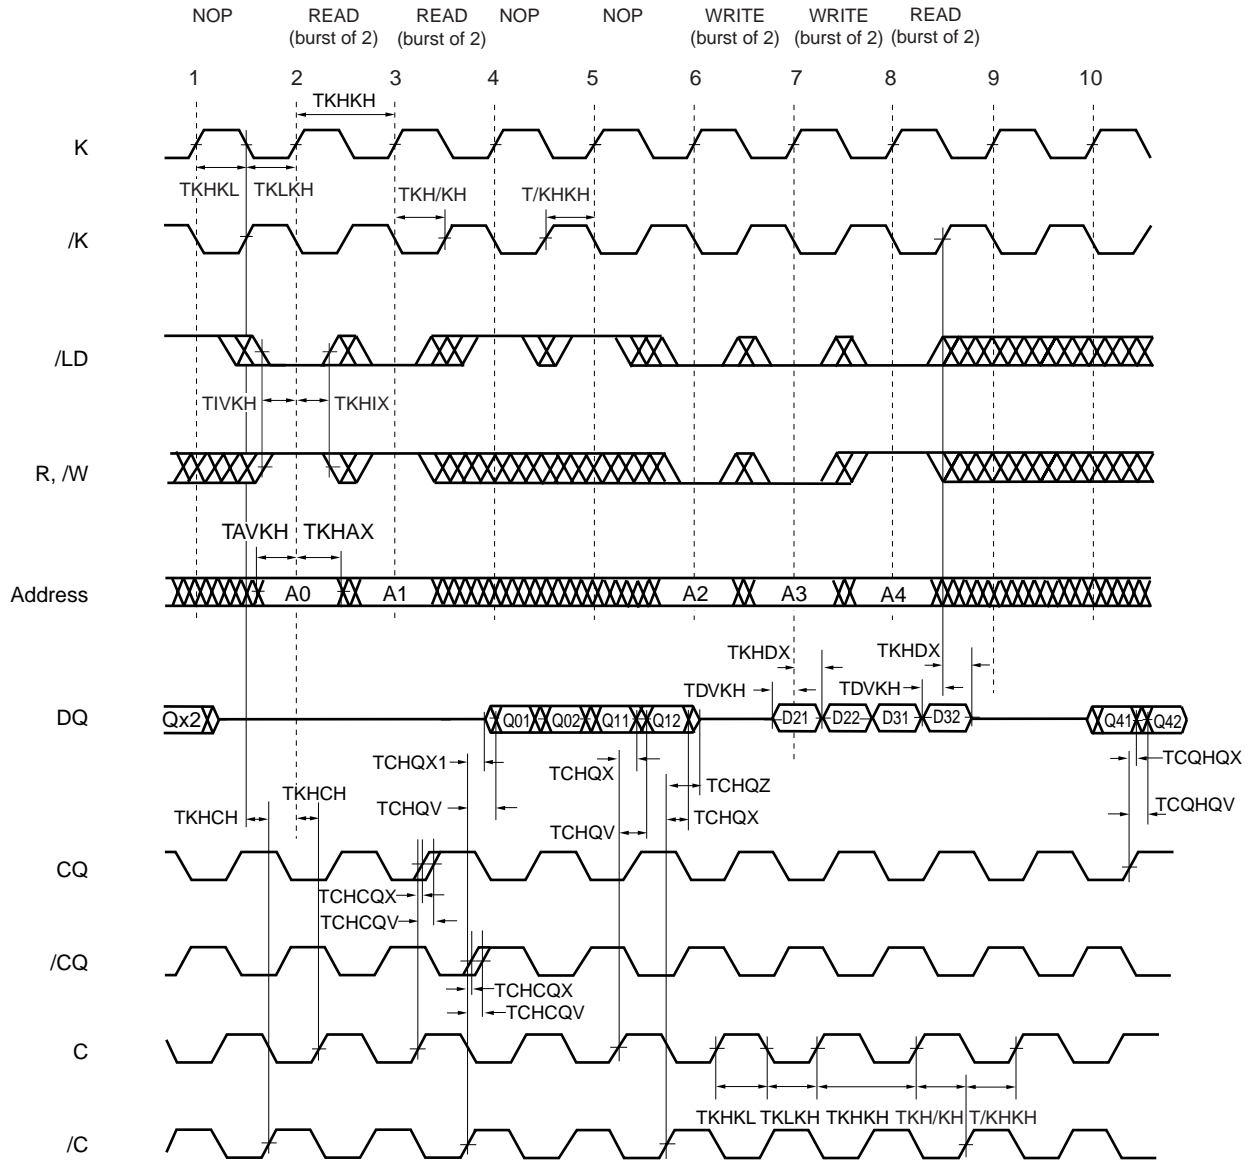 NOP READ READ NOP NOP WRITE WRITE READ
(burst of 2) (burst of 2) (burst of 2) (burst of 2) (burst of 2)
1 2 3 4 5 6 7 8 9 10
TKHKH
K
TKHKL TKLKH TKH/KH T/KHKH
/K
/LD
TIVKH TKHIX
R, /W
TAVKH TKHAX
Address A0 A1 A2 A3 A4
TKHDX TKHDX
TDVKH TDVKH
DQ Qx2 Q01 Q02 Q11 Q12 D21 D22 D31 D32 Q41 Q42
TCHQX1 TCHQX TCHQZ TCQHQX
TKHCH TKHCH TCHQV TCHQV TCHQX TCQHQV
CQ
TCHCQX
TCHCQV
/CQ
TCHCQX
TCHCQV
C
TKHKL TKLKH TKHKH TKH/KH T/KHKH
/C